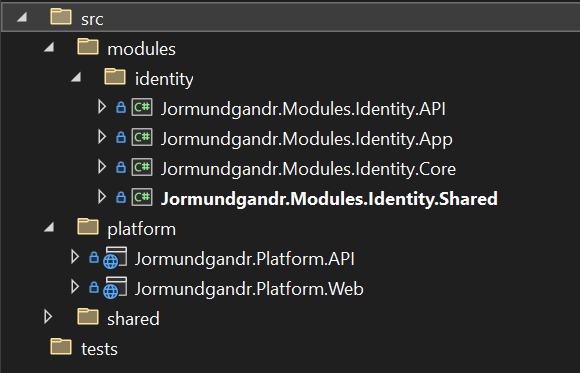 src
modules
identity
C# Jormundgandr.Modules.Identity.API
C# Jormundgandr.Modules.Identity.App
C# Jormundgandr.Modules.Identity.Core
C# Jormundgandr.Modules.Identity.Shared
platform
Jormundgandr.Platform.API
Jormundgandr.Platform.Web
shared
tests